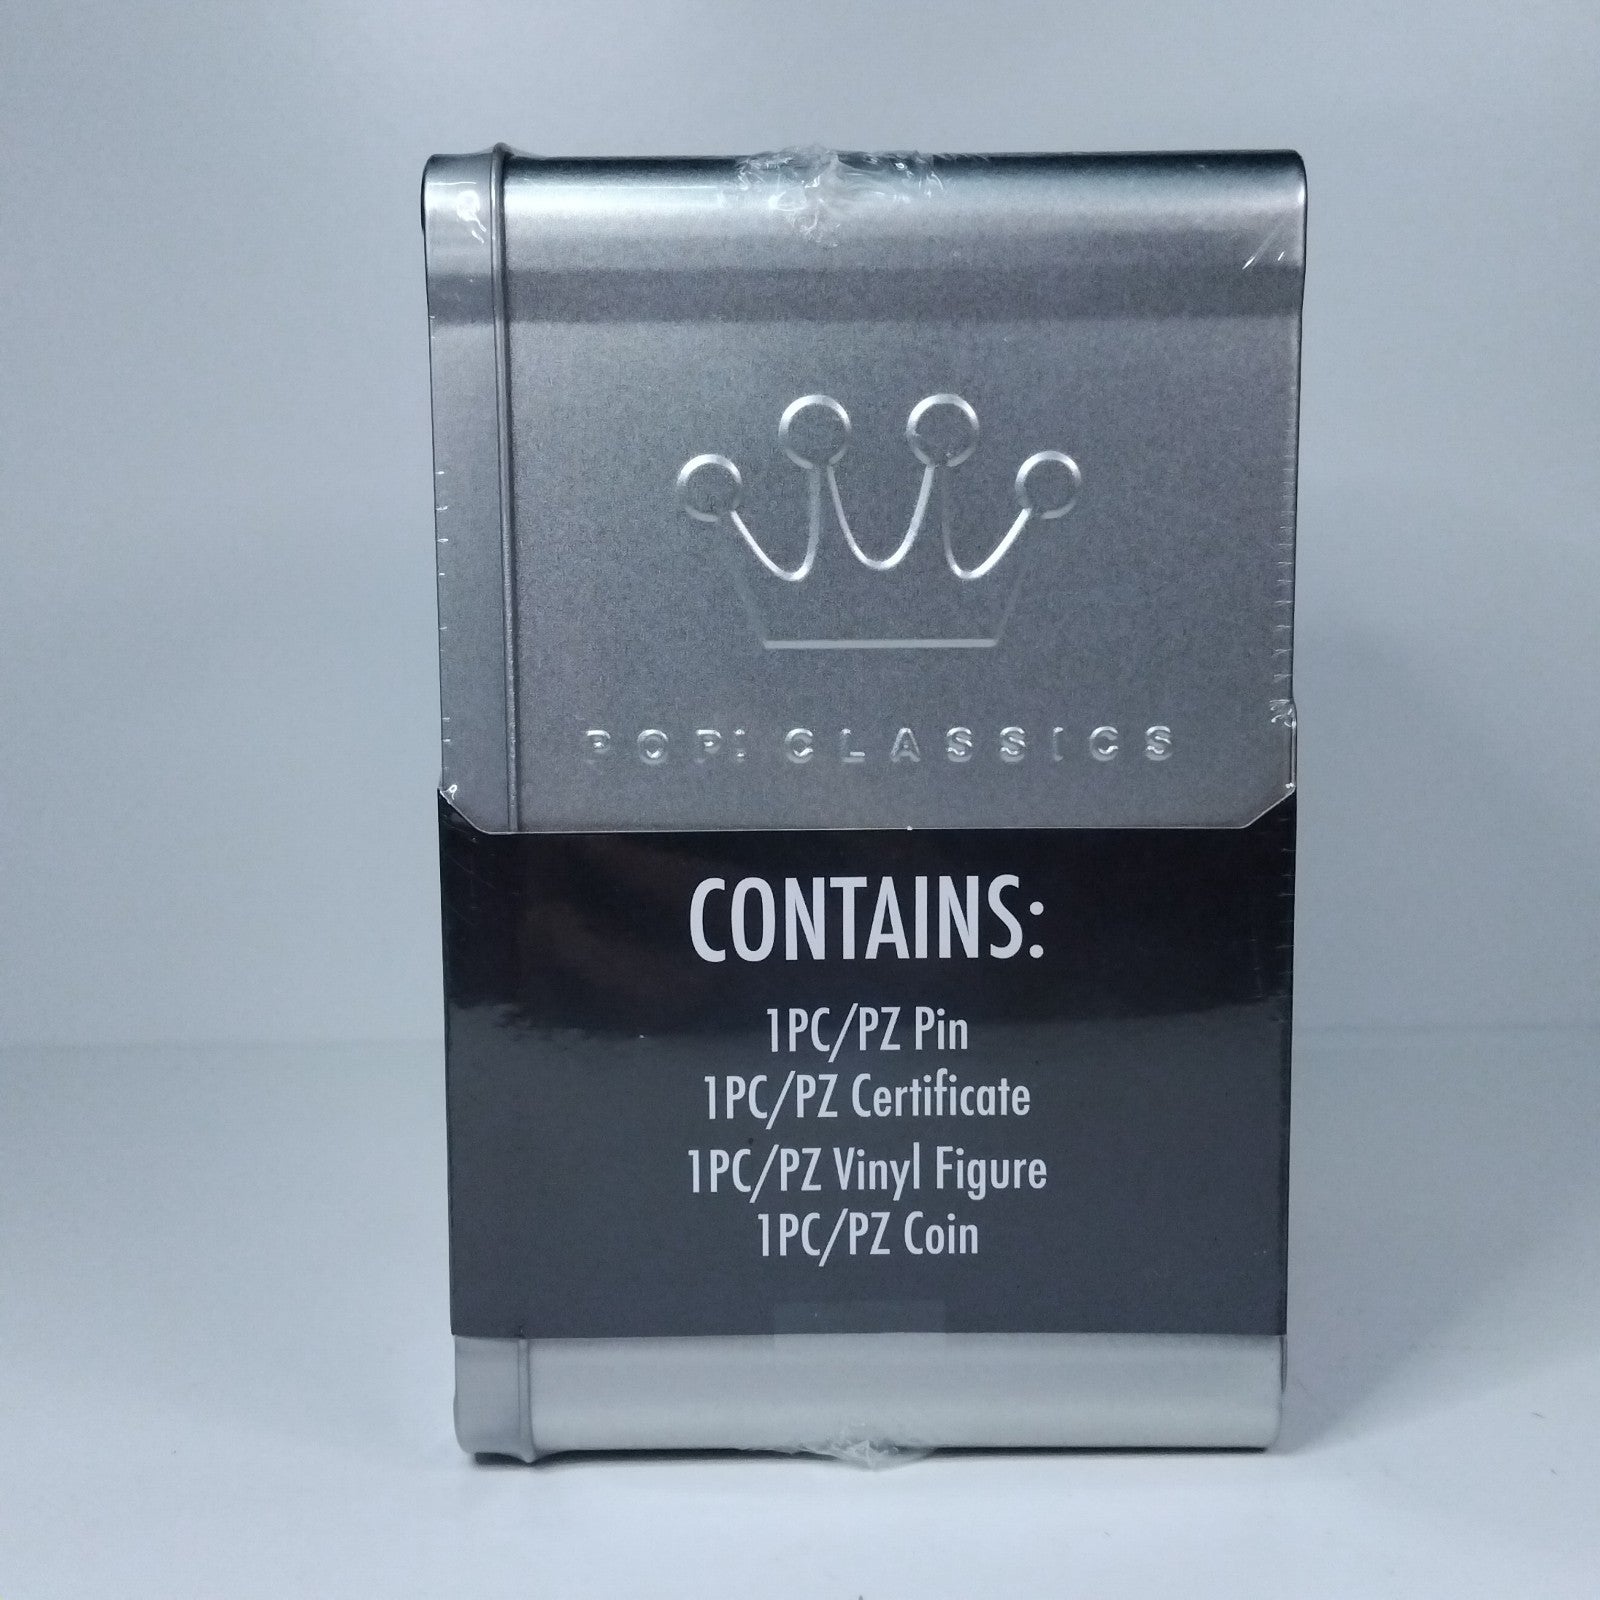 POP! CLASSICS
CONTAINS:
1PC/PZ Pin
1PC/PZ Certificate
1PC/PZ Vinyl Figure
1PC/PZ Coin